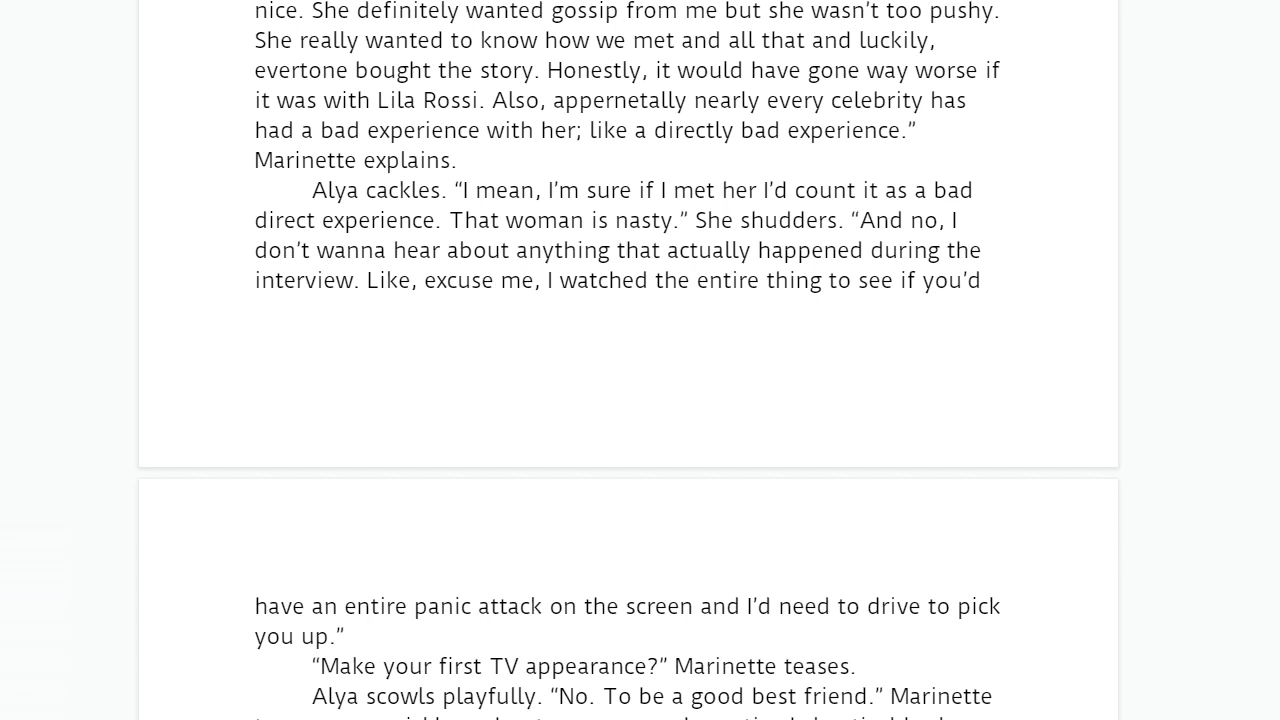 nice. She definitely wanted gossip from me but she wasn’t too pushy.
She really wanted to know how we met and all that and luckily,
evertone bought the story. Honestly, it would have gone way worse if
it was with Lila Rossi. Also, appernetally nearly every celebrity has
had a bad experience with her; like a directly bad experience.”
Marinette explains.
Alya cackles. “I mean, I’m sure if I met her I’d count it as a bad
direct experience. That woman is nasty.” She shudders. “And no, I
don’t wanna hear about anything that actually happened during the
interview. Like, excuse me, I watched the entire thing to see if you’d
have an entire panic attack on the screen and I’d need to drive to pick
you up.”
“Make your first TV appearance?” Marinette teases.
Alya scowls playfully. “No. To be a good best friend.” Marinette